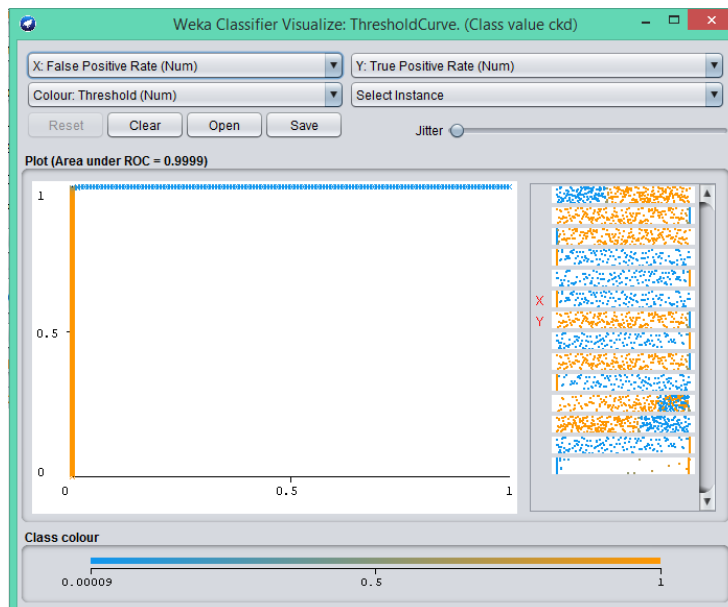 Weka Classifier Visualize: ThresholdCurve. (Class value ckd)
X: False Positive Rate (Num) Y: True Positive Rate (Num)
Colour: Threshold (Num) Select Instance
Reset Clear Open Save Jitter
Plot (Area under ROC = 0.9999)
1
X
Y
0.5
0
0 0.5 1
Class colour
0.00009 0.5 1